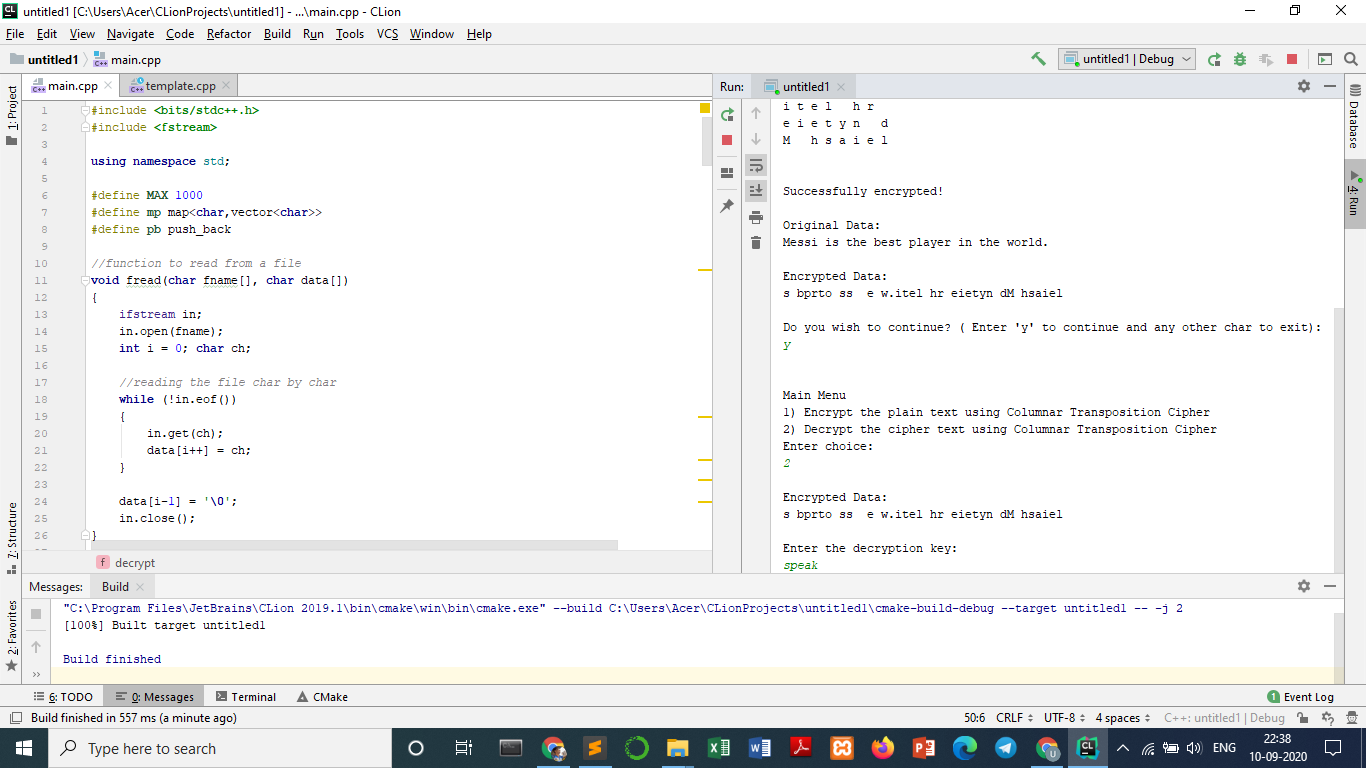 untitled1 [C:\Users\Acer\CLionProjects\untitled1] - ...\main.cpp - CLion
File Edit View Navigate Code Refactor Build Run Tools VCS Window Help
untitled1 main.cpp
untitled1 | Debug
main.cpp template.cpp
1: Project
7: Structure
2: Favorites
1 #include <bits/stdc++.h>
2 #include <fstream>
3
4 using namespace std;
5
6 #define MAX 1000
7 #define mp map<char,vector<char>>
8 #define pb push_back
9
10 //function to read from a file
11 void fread(char fname[], char data[])
12 {
13 ifstream in;
14 in.open(fname);
15 int i = 0; char ch;
16
17 //reading the file char by char
18 while (!in.eof())
19 {
20 in.get(ch);
21 data[i++] = ch;
22 }
23
24 data[i-1] = '\0';
25 in.close();
26 }
f decrypt
Run: untitled1
i t e l   h r
e i e t y n   d
M   h s a i e l
Successfully encrypted!
Original Data:
Messi is the best player in the world.
Encrypted Data:
s bprto ss  e w.itel hr eietyn dM hsaiel
Do you wish to continue? ( Enter 'y' to continue and any other char to exit):
y
Main Menu
1) Encrypt the plain text using Columnar Transposition Cipher
2) Decrypt the cipher text using Columnar Transposition Cipher
Enter choice:
2
Encrypted Data:
s bprto ss  e w.itel hr eietyn dM hsaiel
Enter the decryption key:
speak
Database
4: Run
Messages: Build
"C:\Program Files\JetBrains\CLion 2019.1\bin\cmake\win\bin\cmake.exe" --build C:\Users\Acer\CLionProjects\untitled1\cmake-build-debug --target untitled1 -- -j 2
[100%] Built target untitled1
Build finished
6: TODO 0: Messages Terminal CMake 1 Event Log
Build finished in 557 ms (a minute ago) 50:6 CRLF UTF-8 4 spaces C++: untitled1 | Debug
Type here to search ENG 22:38
10-09-2020